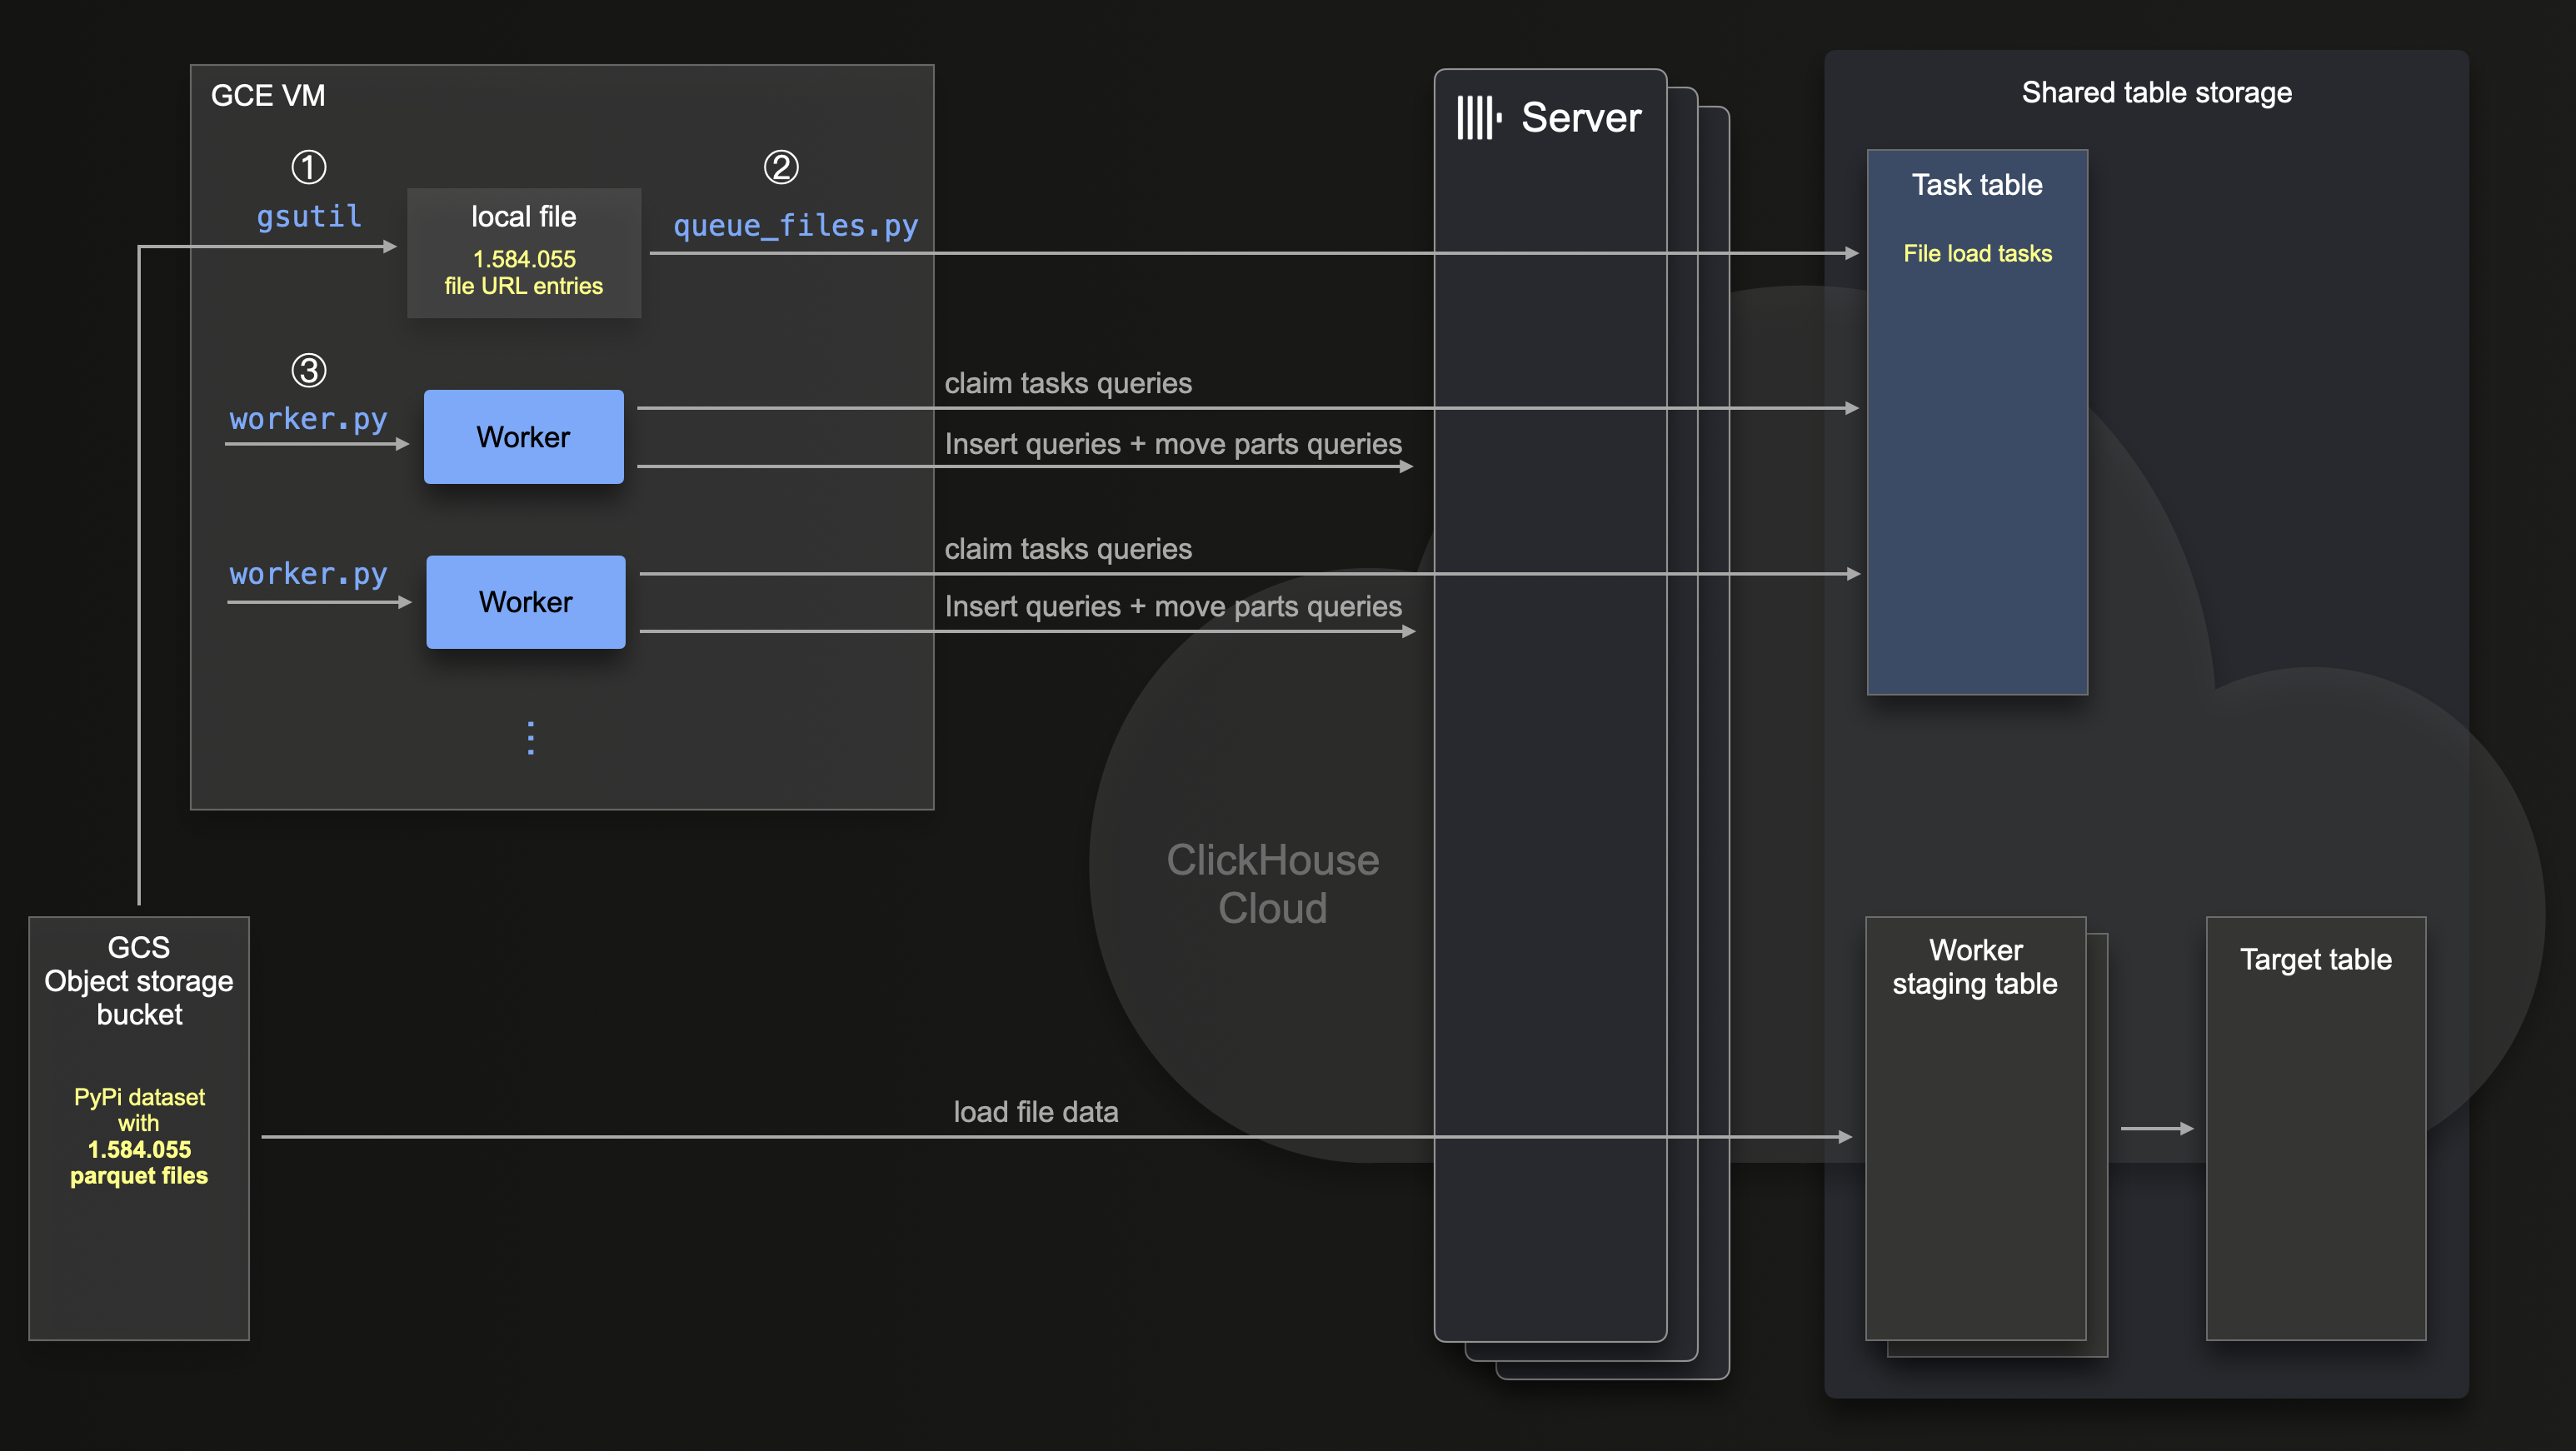 GCE VM
①
gsutil
local file
1.584.055
file URL entries
②
queue_files.py
③
worker.py
Worker
claim tasks queries
Insert queries + move parts queries
worker.py
Worker
claim tasks queries
Insert queries + move parts queries
Server
Shared table storage
Task table
File load tasks
ClickHouse
Cloud
GCS
Object storage
bucket
PyPi dataset
with
1.584.055
parquet files
load file data
Worker
staging table
Target table